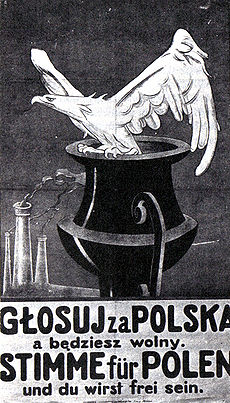 GŁOSUJ za POLSKA
a będziesz wolny.
STIMME für POLEN
und du wirst frei sein.